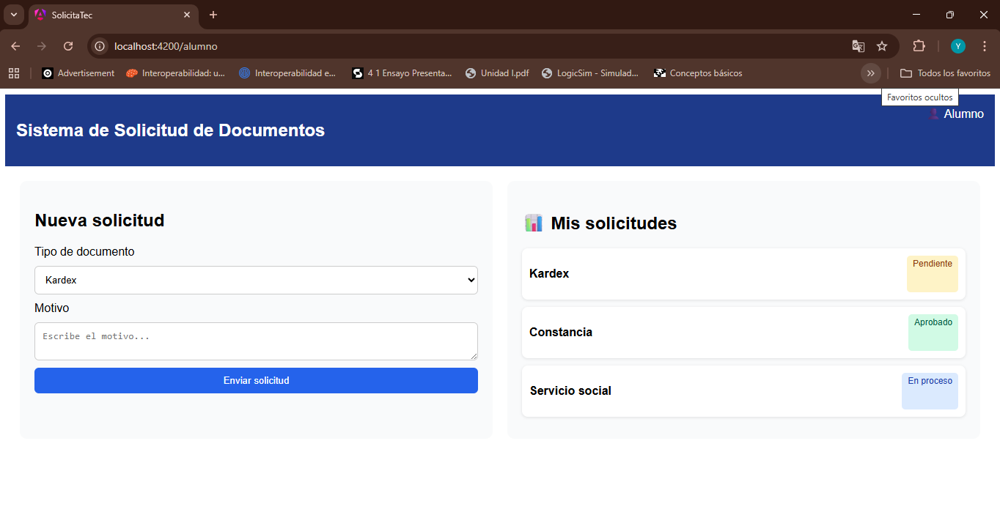 SolicitaTec
localhost:4200/alumno
Advertisement
Interoperabilidad: u...
Interoperabilidad e...
4 1 Ensayo Presenta...
Unidad I.pdf
LogicSim - Simulad...
Conceptos básicos
Todos los favoritos
Y
Favoritos ocultos
Alumno
Sistema de Solicitud de Documentos
Nueva solicitud
Tipo de documento
Kardex
Motivo
Escribe el motivo...
Enviar solicitud
Mis solicitudes
Kardex
Pendiente
Constancia
Aprobado
Servicio social
En proceso